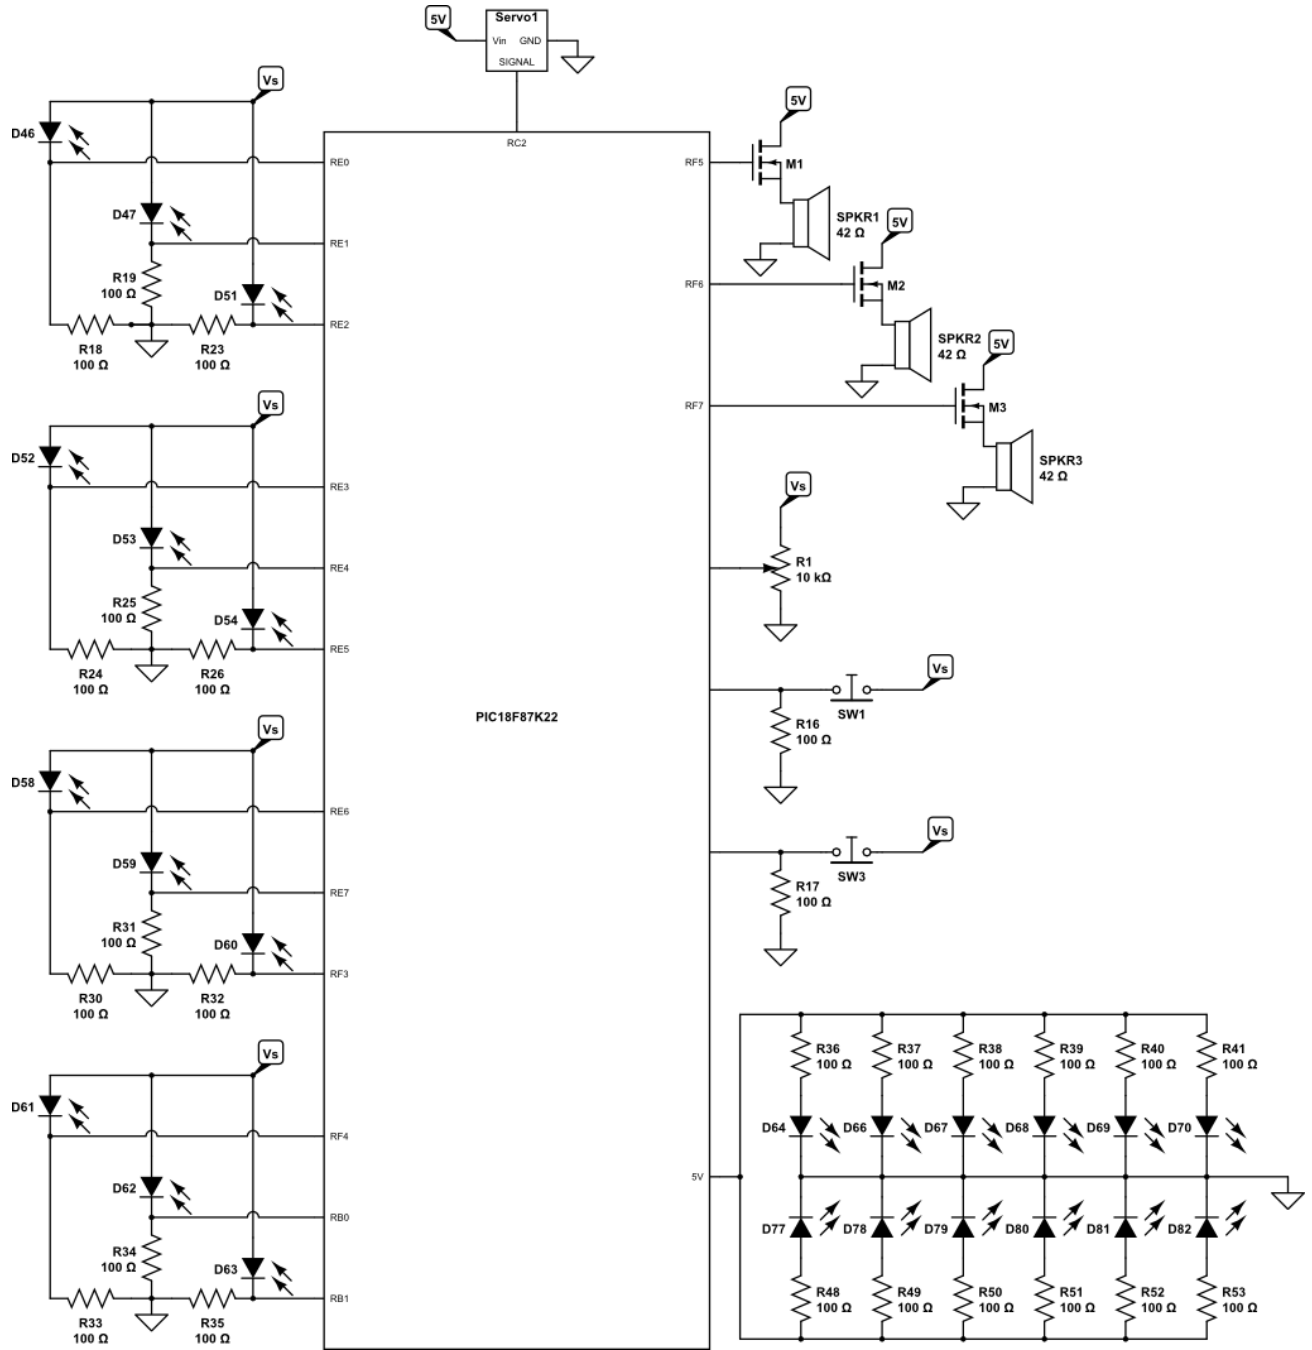 5V
Servo1
Vin GND
SIGNAL
RC2
PIC18F87K22
Vs
D46
RE0
D47
RE1
R19
100 Ω
D51
RE2
R18
100 Ω
R23
100 Ω
Vs
D52
RE3
D53
RE4
R25
100 Ω
D54
RE5
R24
100 Ω
R26
100 Ω
Vs
D58
RE6
D59
RE7
R31
100 Ω
D60
RF3
R30
100 Ω
R32
100 Ω
Vs
D61
RF4
D62
RB0
R34
100 Ω
D63
RB1
R33
100 Ω
R35
100 Ω
5V
RF5
M1
SPKR1
42 Ω
5V
RF6
M2
SPKR2
42 Ω
5V
RF7
M3
SPKR3
42 Ω
Vs
R1
10 kΩ
Vs
SW1
R16
100 Ω
Vs
SW3
R17
100 Ω
R36
100 Ω
R37
100 Ω
R38
100 Ω
R39
100 Ω
R40
100 Ω
R41
100 Ω
D64 D66 D67 D68 D69 D70
5V
D77 D78 D79 D80 D81 D82
R48
100 Ω
R49
100 Ω
R50
100 Ω
R51
100 Ω
R52
100 Ω
R53
100 Ω